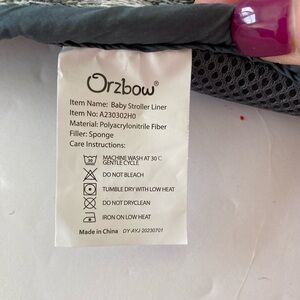 Orzbow®
Item Name: Baby Stroller Liner
Item No: A230302H0
Material: Polyacrylonitrile Fiber
Filler: Sponge
Care Instructions:
MACHINE WASH AT 30 C
GENTLE CYCLE
DO NOT BLEACH
TUMBLE DRY WITH LOW HEAT
DO NOT DRYCLEAN
IRON ON LOW HEAT
Made in China DY-AYJ-20230701